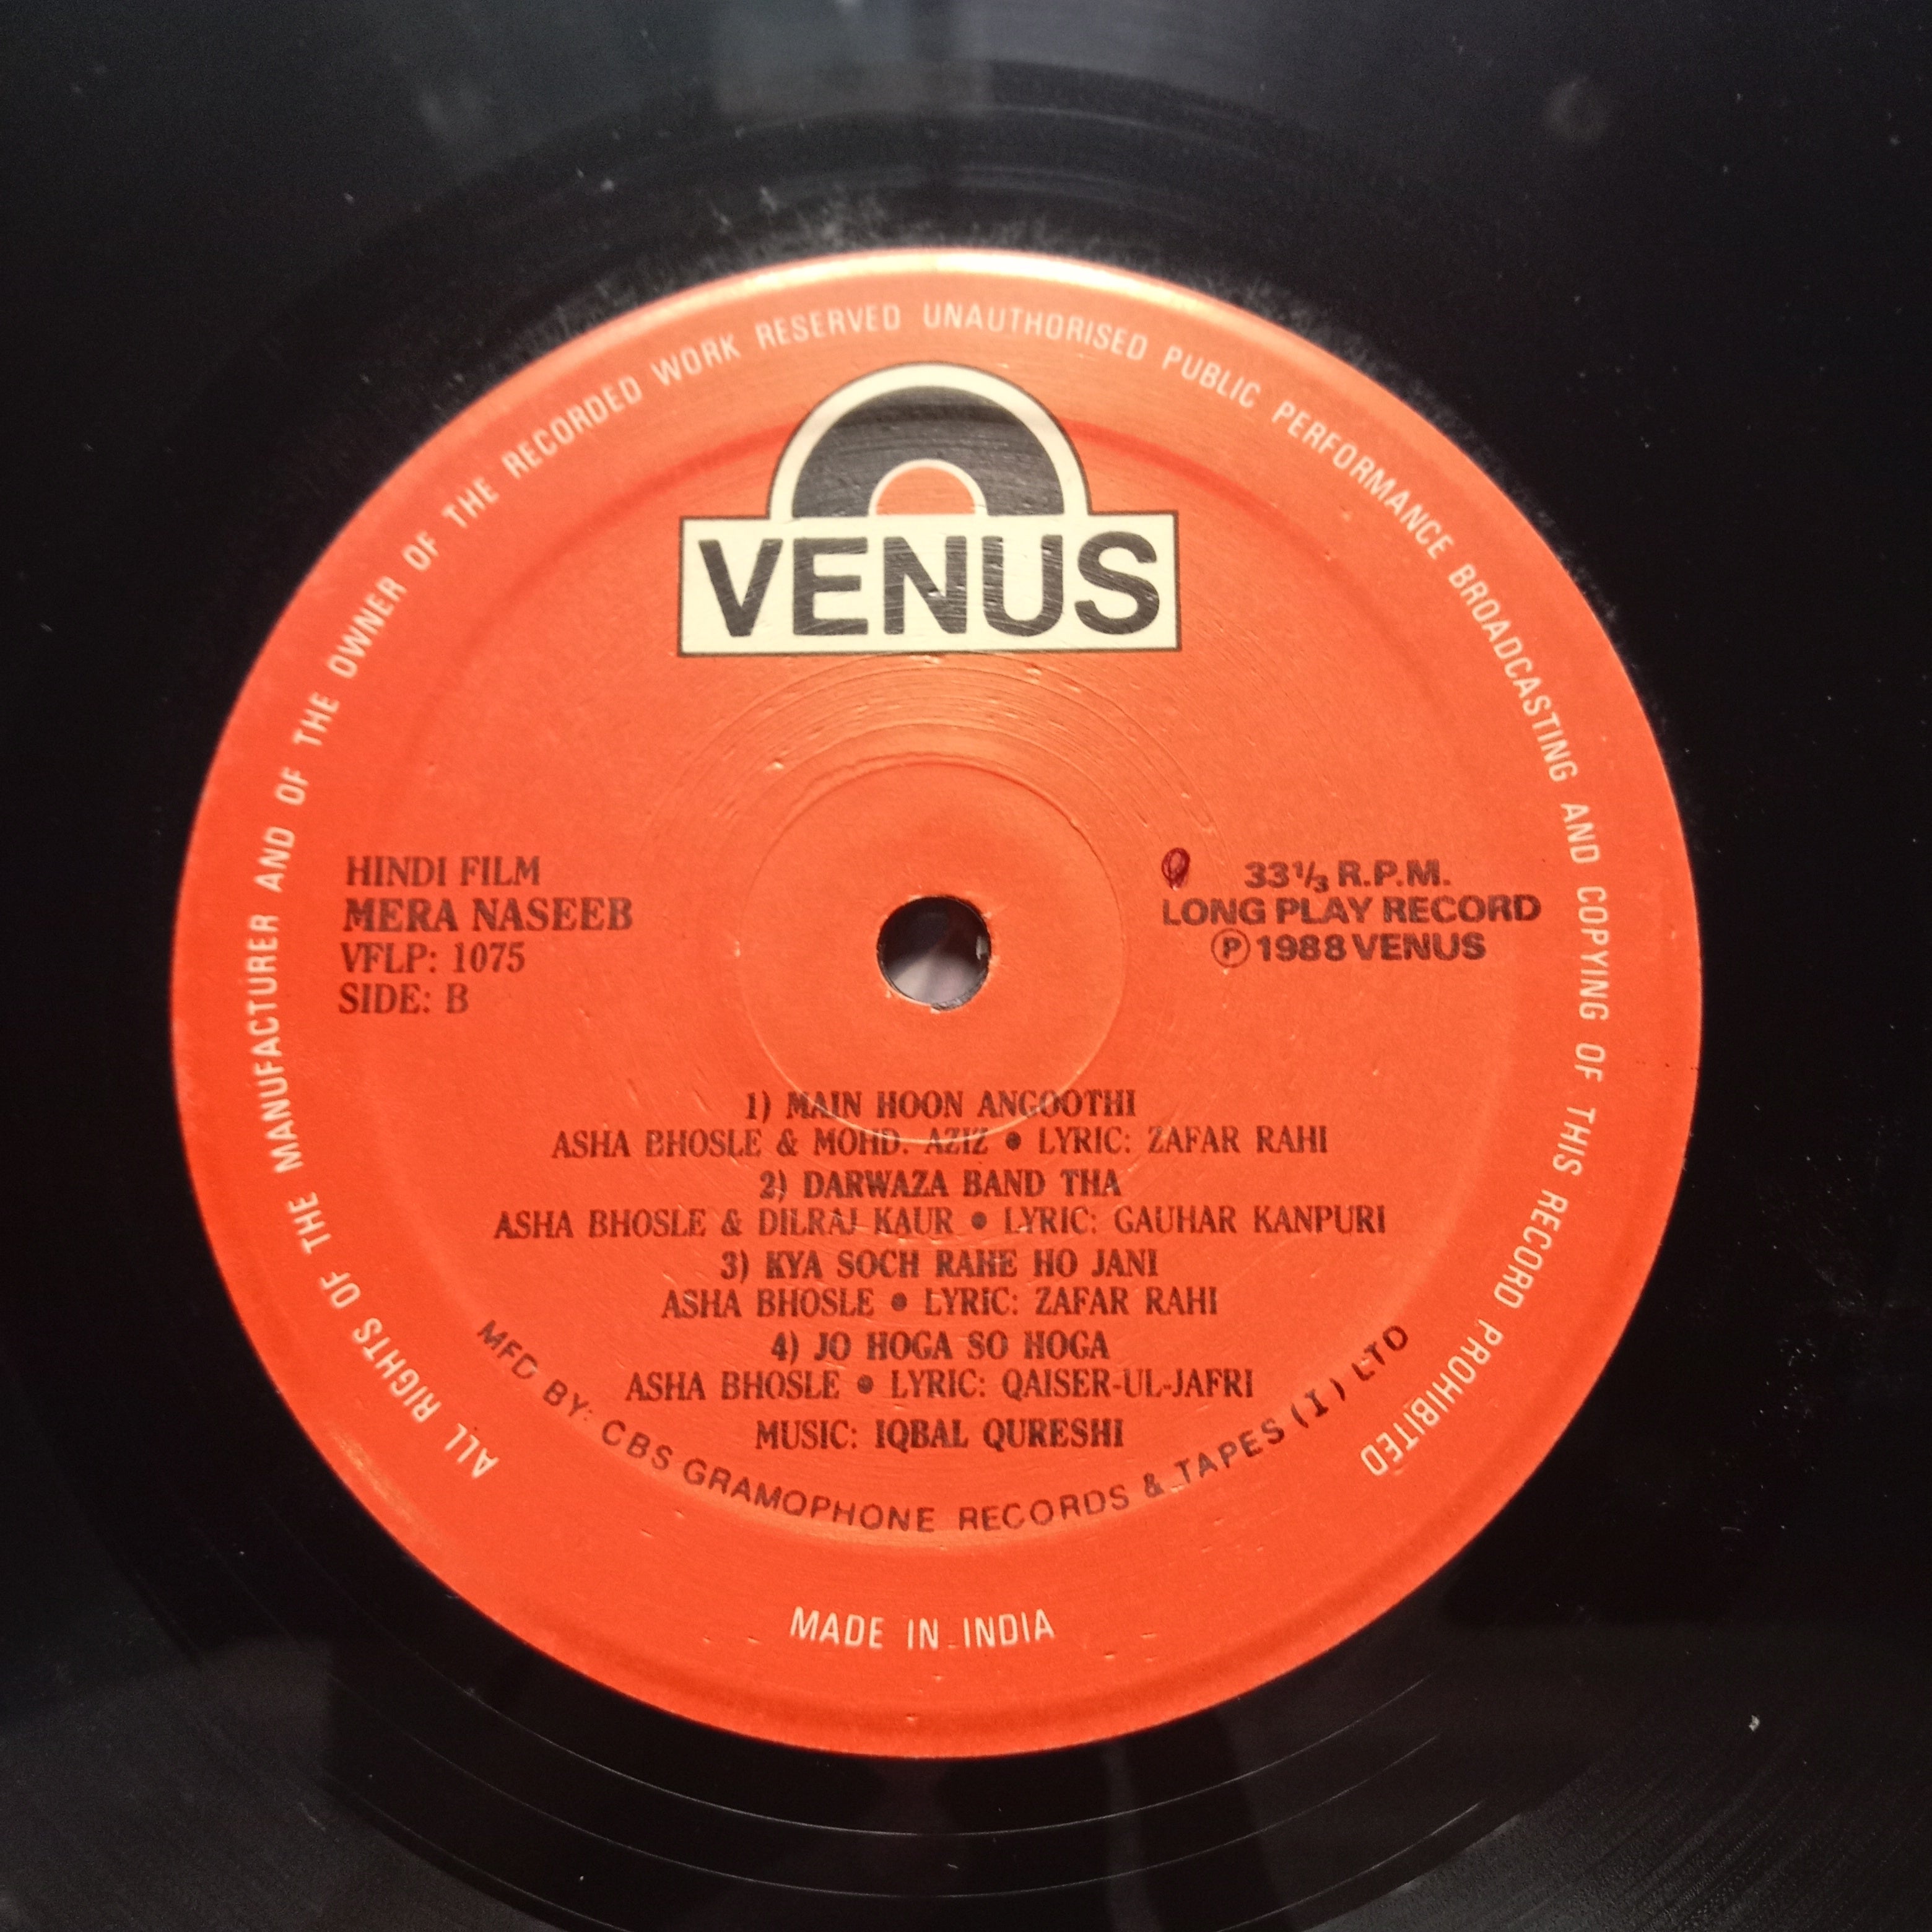 ALL RIGHTS OF THE MANUFACTURER AND OF THE OWNER OF THE RECORDED WORK RESERVED UNAUTHORISED PUBLIC PERFORMANCE BROADCASTING AND COPYING OF THIS RECORD PROHIBITED
VENUS
HINDI FILM
MERA NASEEB
VFLP: 1075
SIDE: B
33⅓ R.P.M.
LONG PLAY RECORD
Ⓟ 1988 VENUS
1) MAIN HOON ANGOOTHI
ASHA BHOSLE & MOHD. AZIZ • LYRIC: ZAFAR RAHI
2) DARWAZA BAND THA
ASHA BHOSLE & DILRAJ KAUR • LYRIC: GAUHAR KANPURI
3) KYA SOCH RAHE HO JANI
ASHA BHOSLE • LYRIC: ZAFAR RAHI
4) JO HOGA SO HOGA
ASHA BHOSLE • LYRIC: QAISER-UL-JAFRI
MUSIC: IQBAL QURESHI
MFD BY: CBS GRAMOPHONE RECORDS & TAPES (I) LTD
MADE IN INDIA